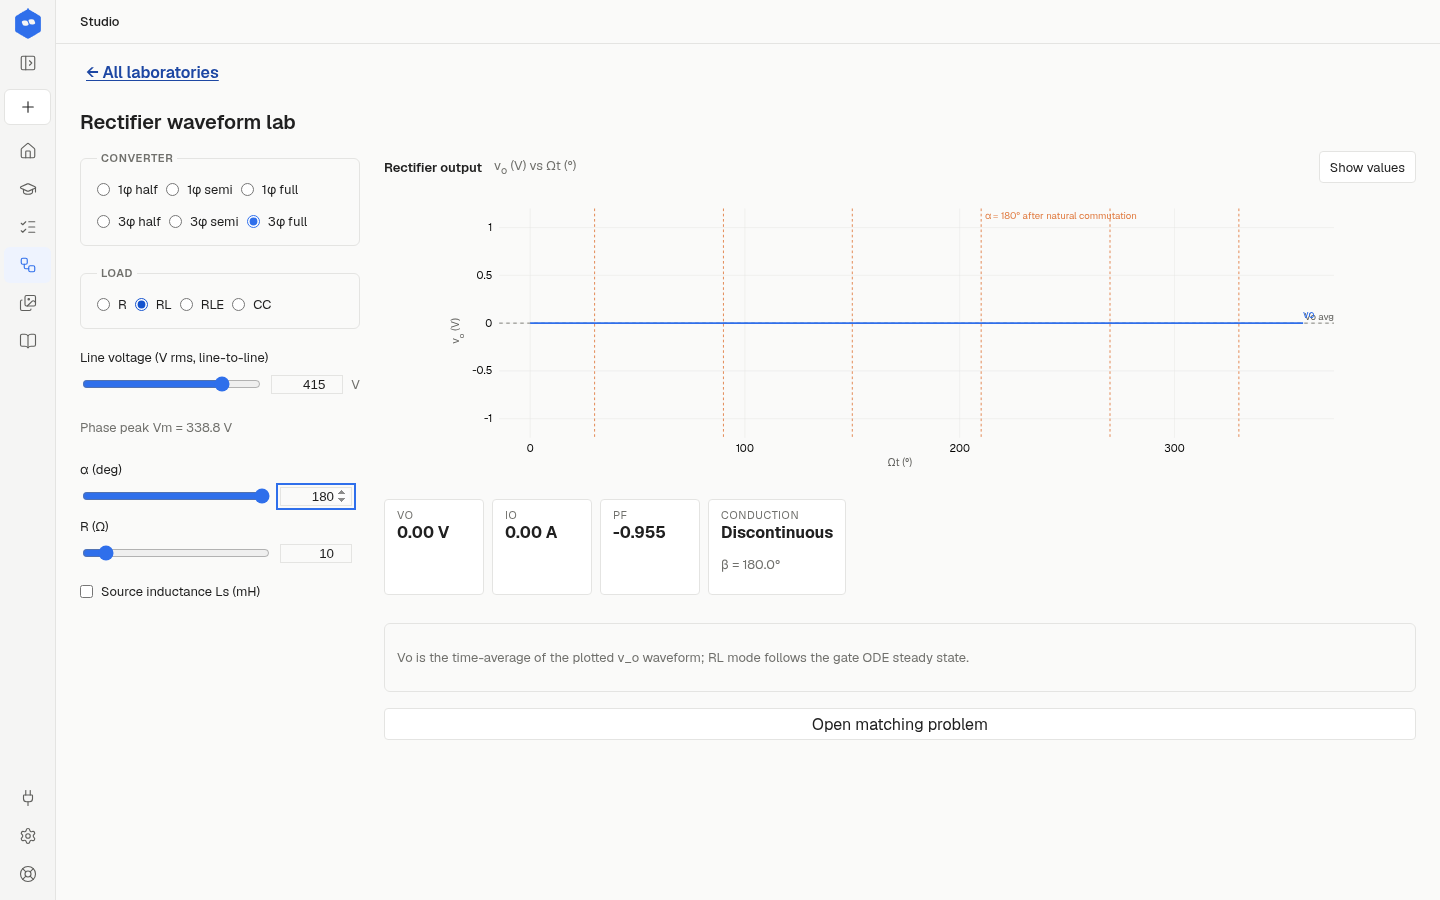 Studio
← All laboratories
Rectifier waveform lab
CONVERTER
1φ half 1φ semi 1φ full
3φ half 3φ semi 3φ full
LOAD
R RL RLE CC
Line voltage (V rms, line-to-line)
415 V
Phase peak Vm = 338.8 V
α (deg)
180
R (Ω)
10
Source inductance Ls (mH)
Rectifier output vo (V) vs Ωt (°)
Show values
α = 180° after natural commutation
1
0.5
0
-0.5
-1
vo (V)
Vo avg
0 100 200 300
Ωt (°)
VO
0.00 V
IO
0.00 A
PF
-0.955
CONDUCTION
Discontinuous
β = 180.0°
Vo is the time-average of the plotted v_o waveform; RL mode follows the gate ODE steady state.
Open matching problem